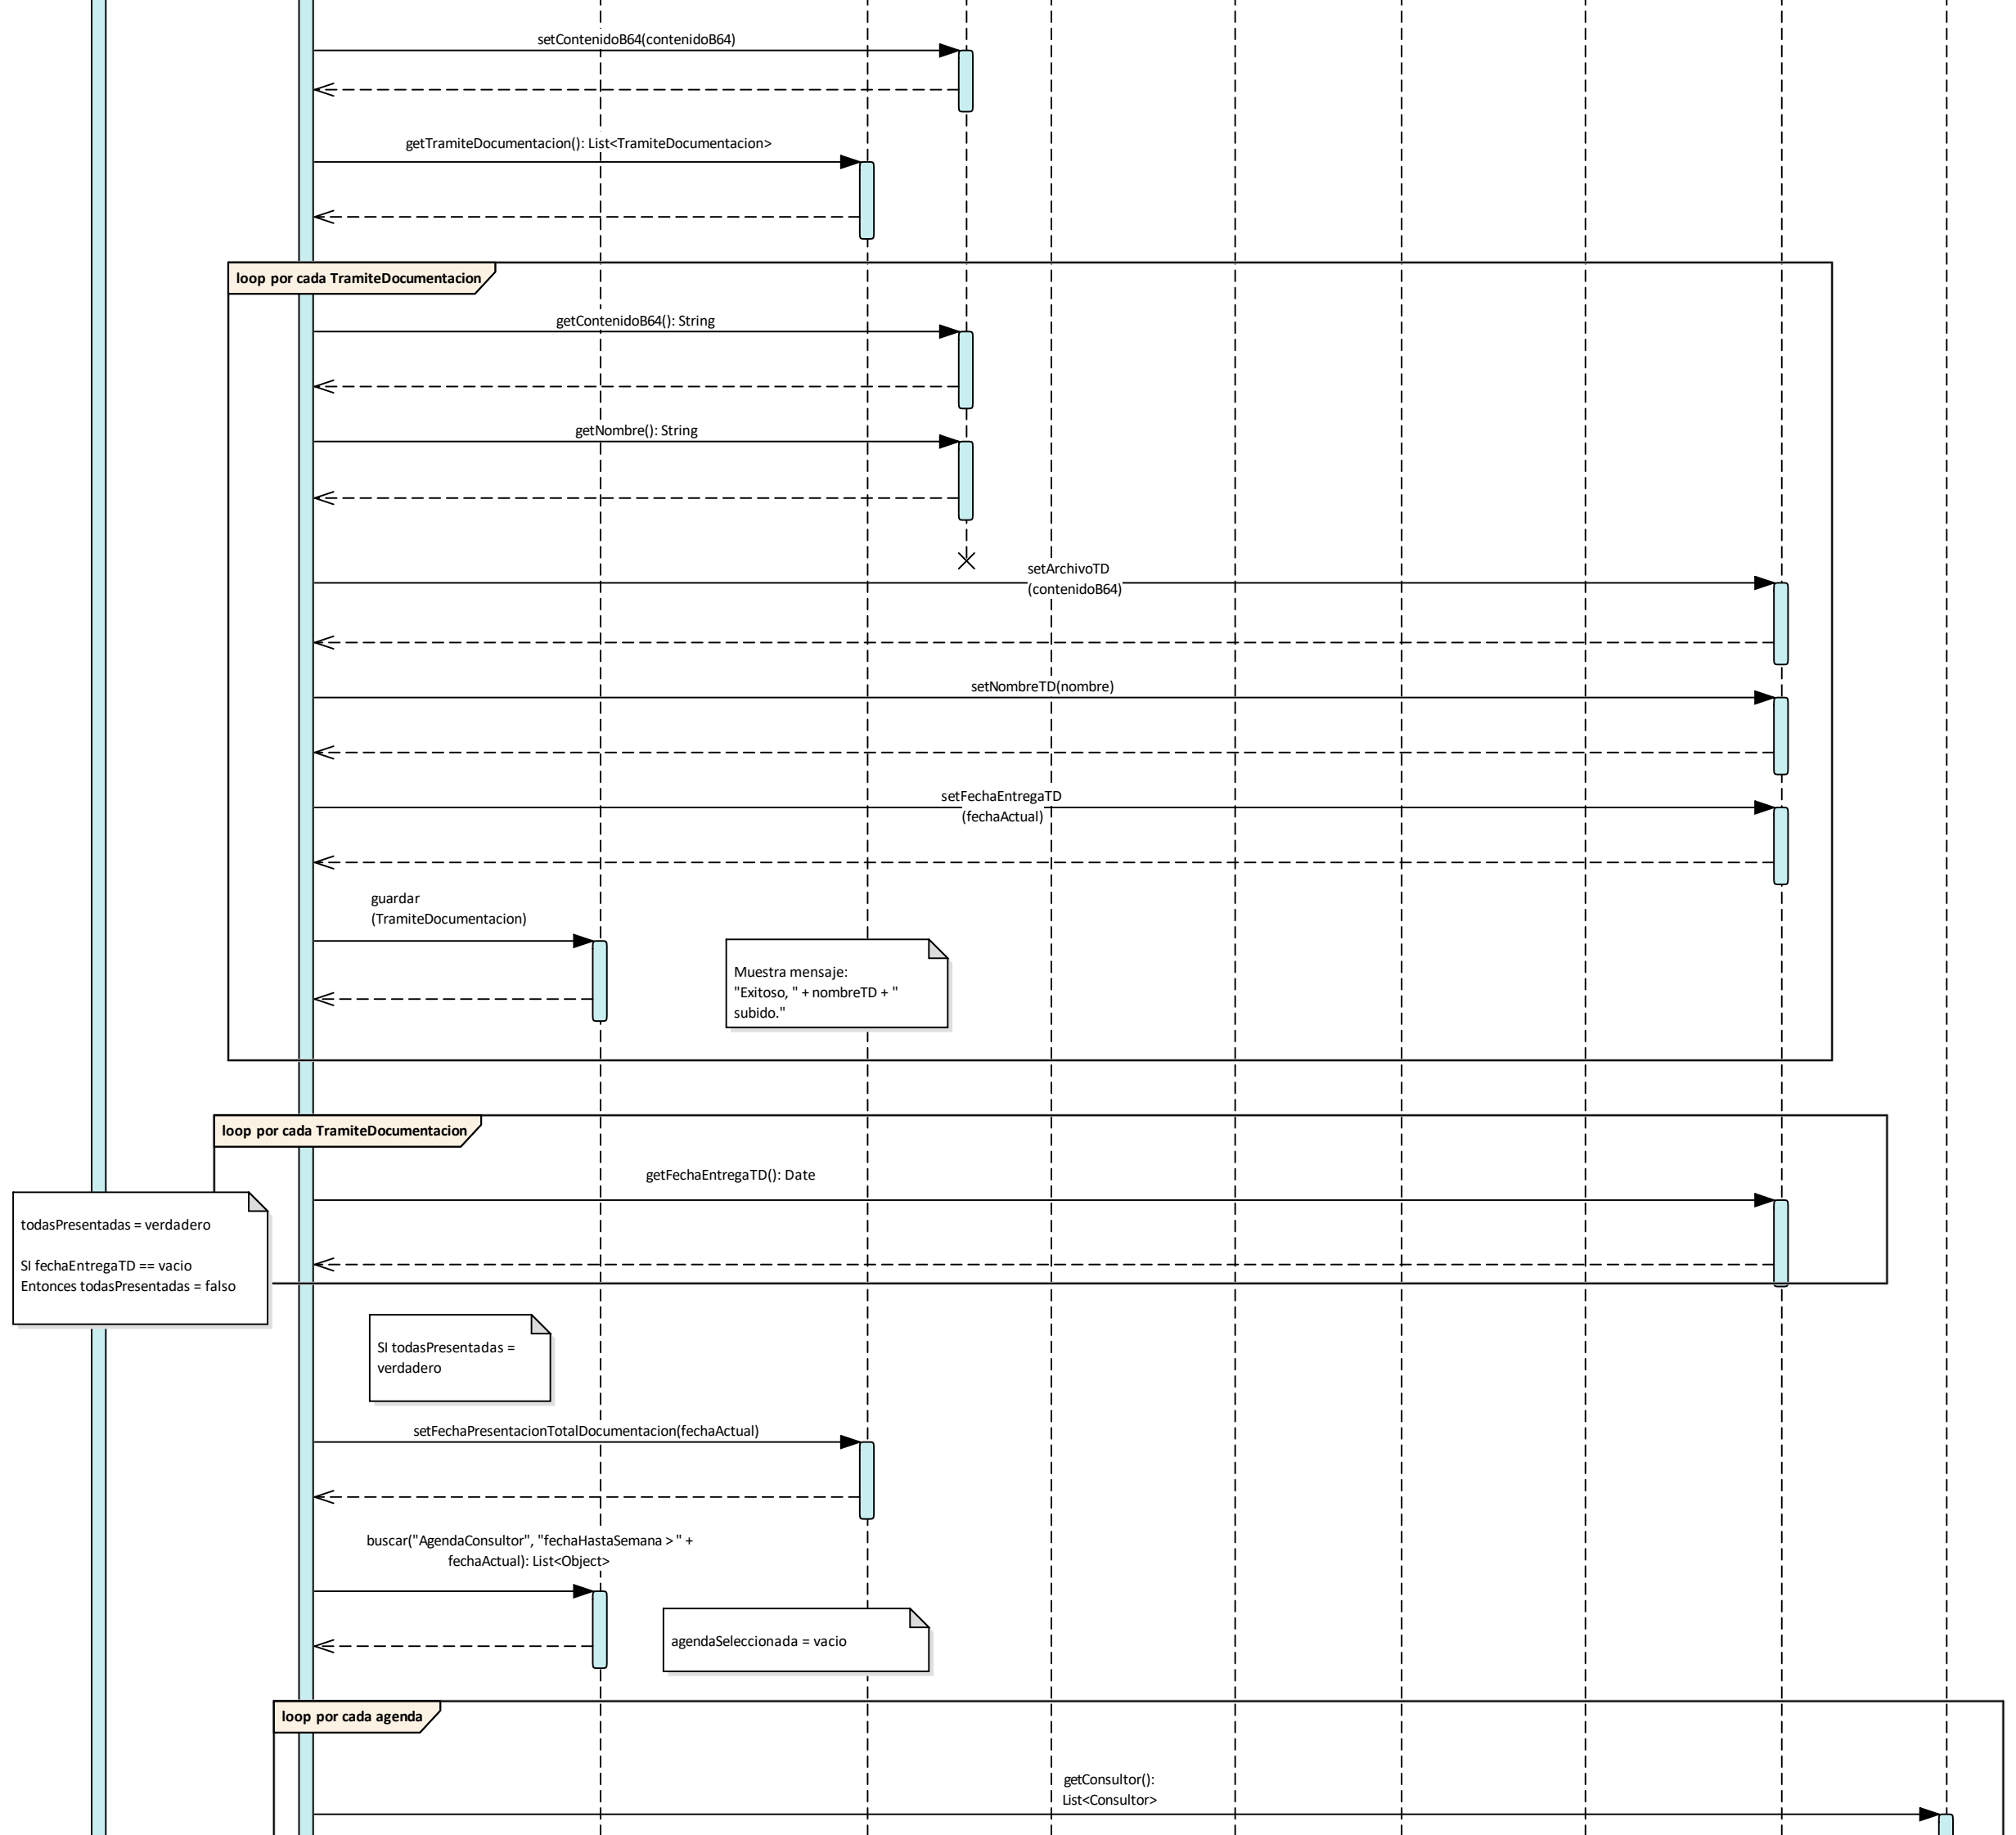 setContenidoB64(contenidoB64)
getTramiteDocumentacion(): List<TramiteDocumentacion>
loop por cada TramiteDocumentacion
getContenidoB64(): String
getNombre(): String
setArchivoTD
(contenidoB64)
setNombreTD(nombre)
setFechaEntregaTD
(fechaActual)
guardar
(TramiteDocumentacion)
Muestra mensaje:
"Exitoso, " + nombreTD + "
subido."
loop por cada TramiteDocumentacion
getFechaEntregaTD(): Date
todasPresentadas = verdadero
SI fechaEntregaTD == vacio
Entonces todasPresentadas = falso
SI todasPresentadas =
verdadero
setFechaPresentacionTotalDocumentacion(fechaActual)
buscar("AgendaConsultor", "fechaHastaSemana > " +
fechaActual): List<Object>
agendaSeleccionada = vacio
loop por cada agenda
getConsultor():
List<Consultor>